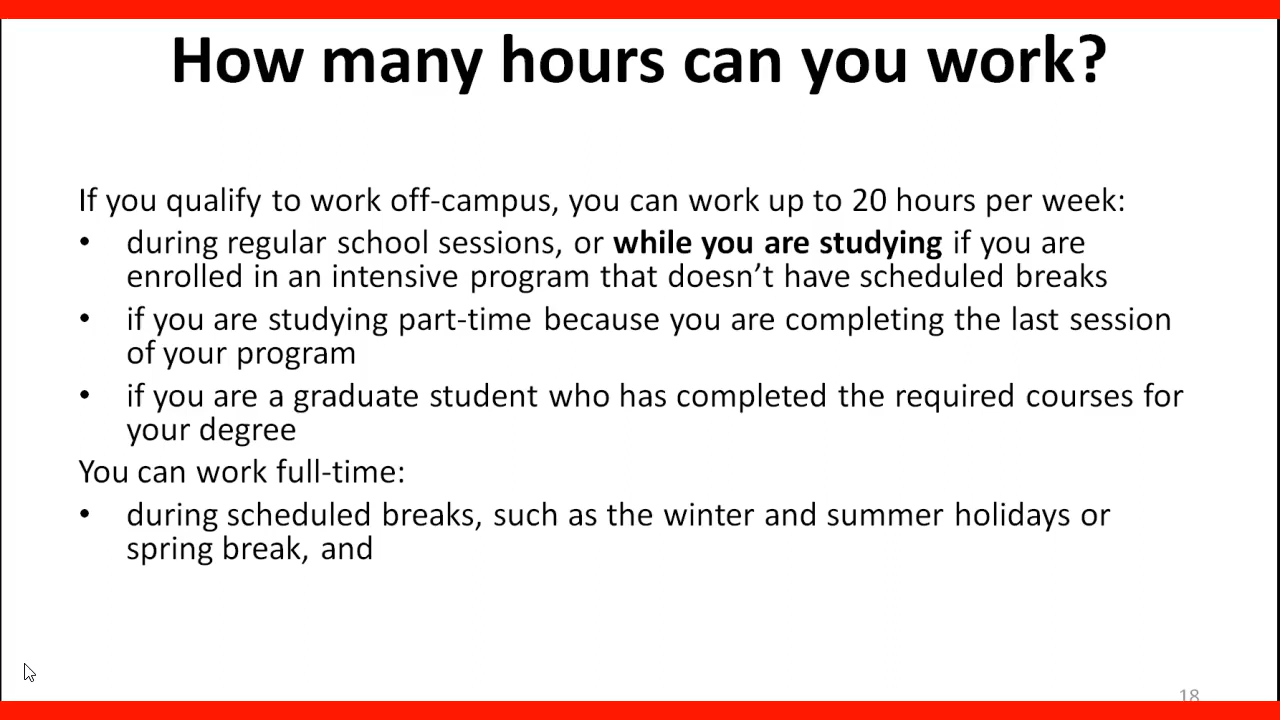 How many hours can you work?
If you qualify to work off-campus, you can work up to 20 hours per week:
• during regular school sessions, or while you are studying if you are
enrolled in an intensive program that doesn’t have scheduled breaks
• if you are studying part-time because you are completing the last session
of your program
• if you are a graduate student who has completed the required courses for
your degree
You can work full-time:
• during scheduled breaks, such as the winter and summer holidays or
spring break, and
18